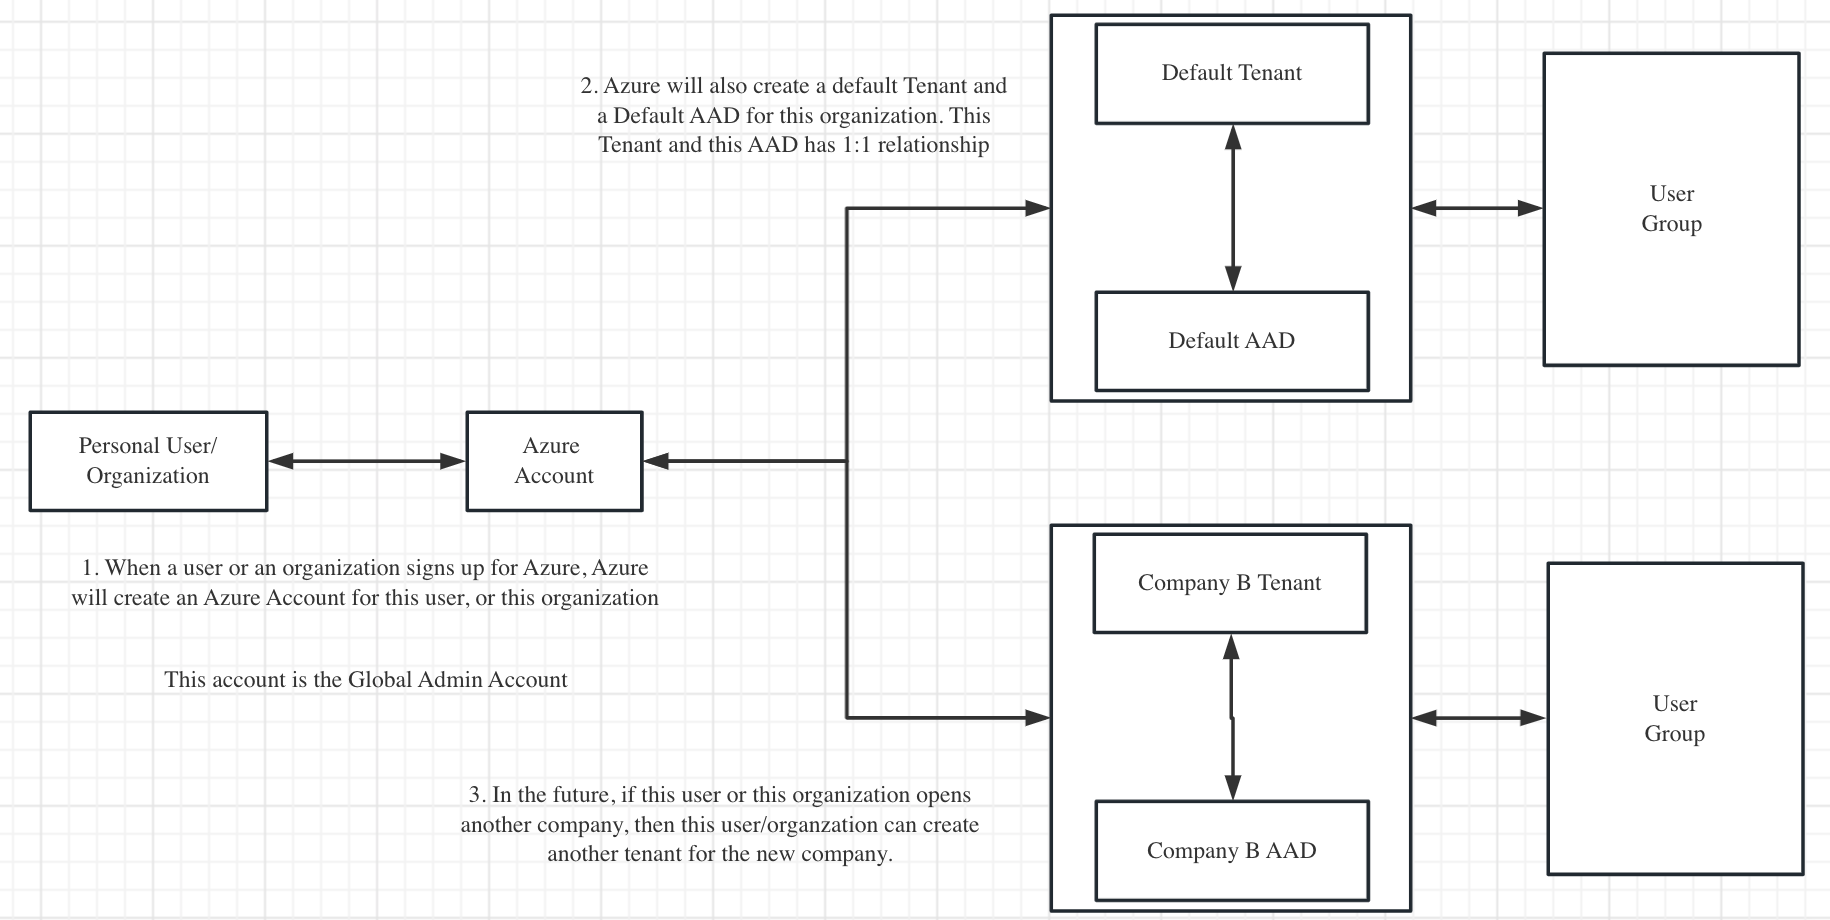 2. Azure will also create a default Tenant and
a Default AAD for this organization. This
Tenant and this AAD has 1:1 relationship
Default Tenant
Default AAD
User
Group
Personal User/
Organization
Azure
Account
1. When a user or an organization signs up for Azure, Azure
will create an Azure Account for this user, or this organization
This account is the Global Admin Account
3. In the future, if this user or this organization opens
another company, then this user/organzation can create
another tenant for the new company.
Company B Tenant
Company B AAD
User
Group